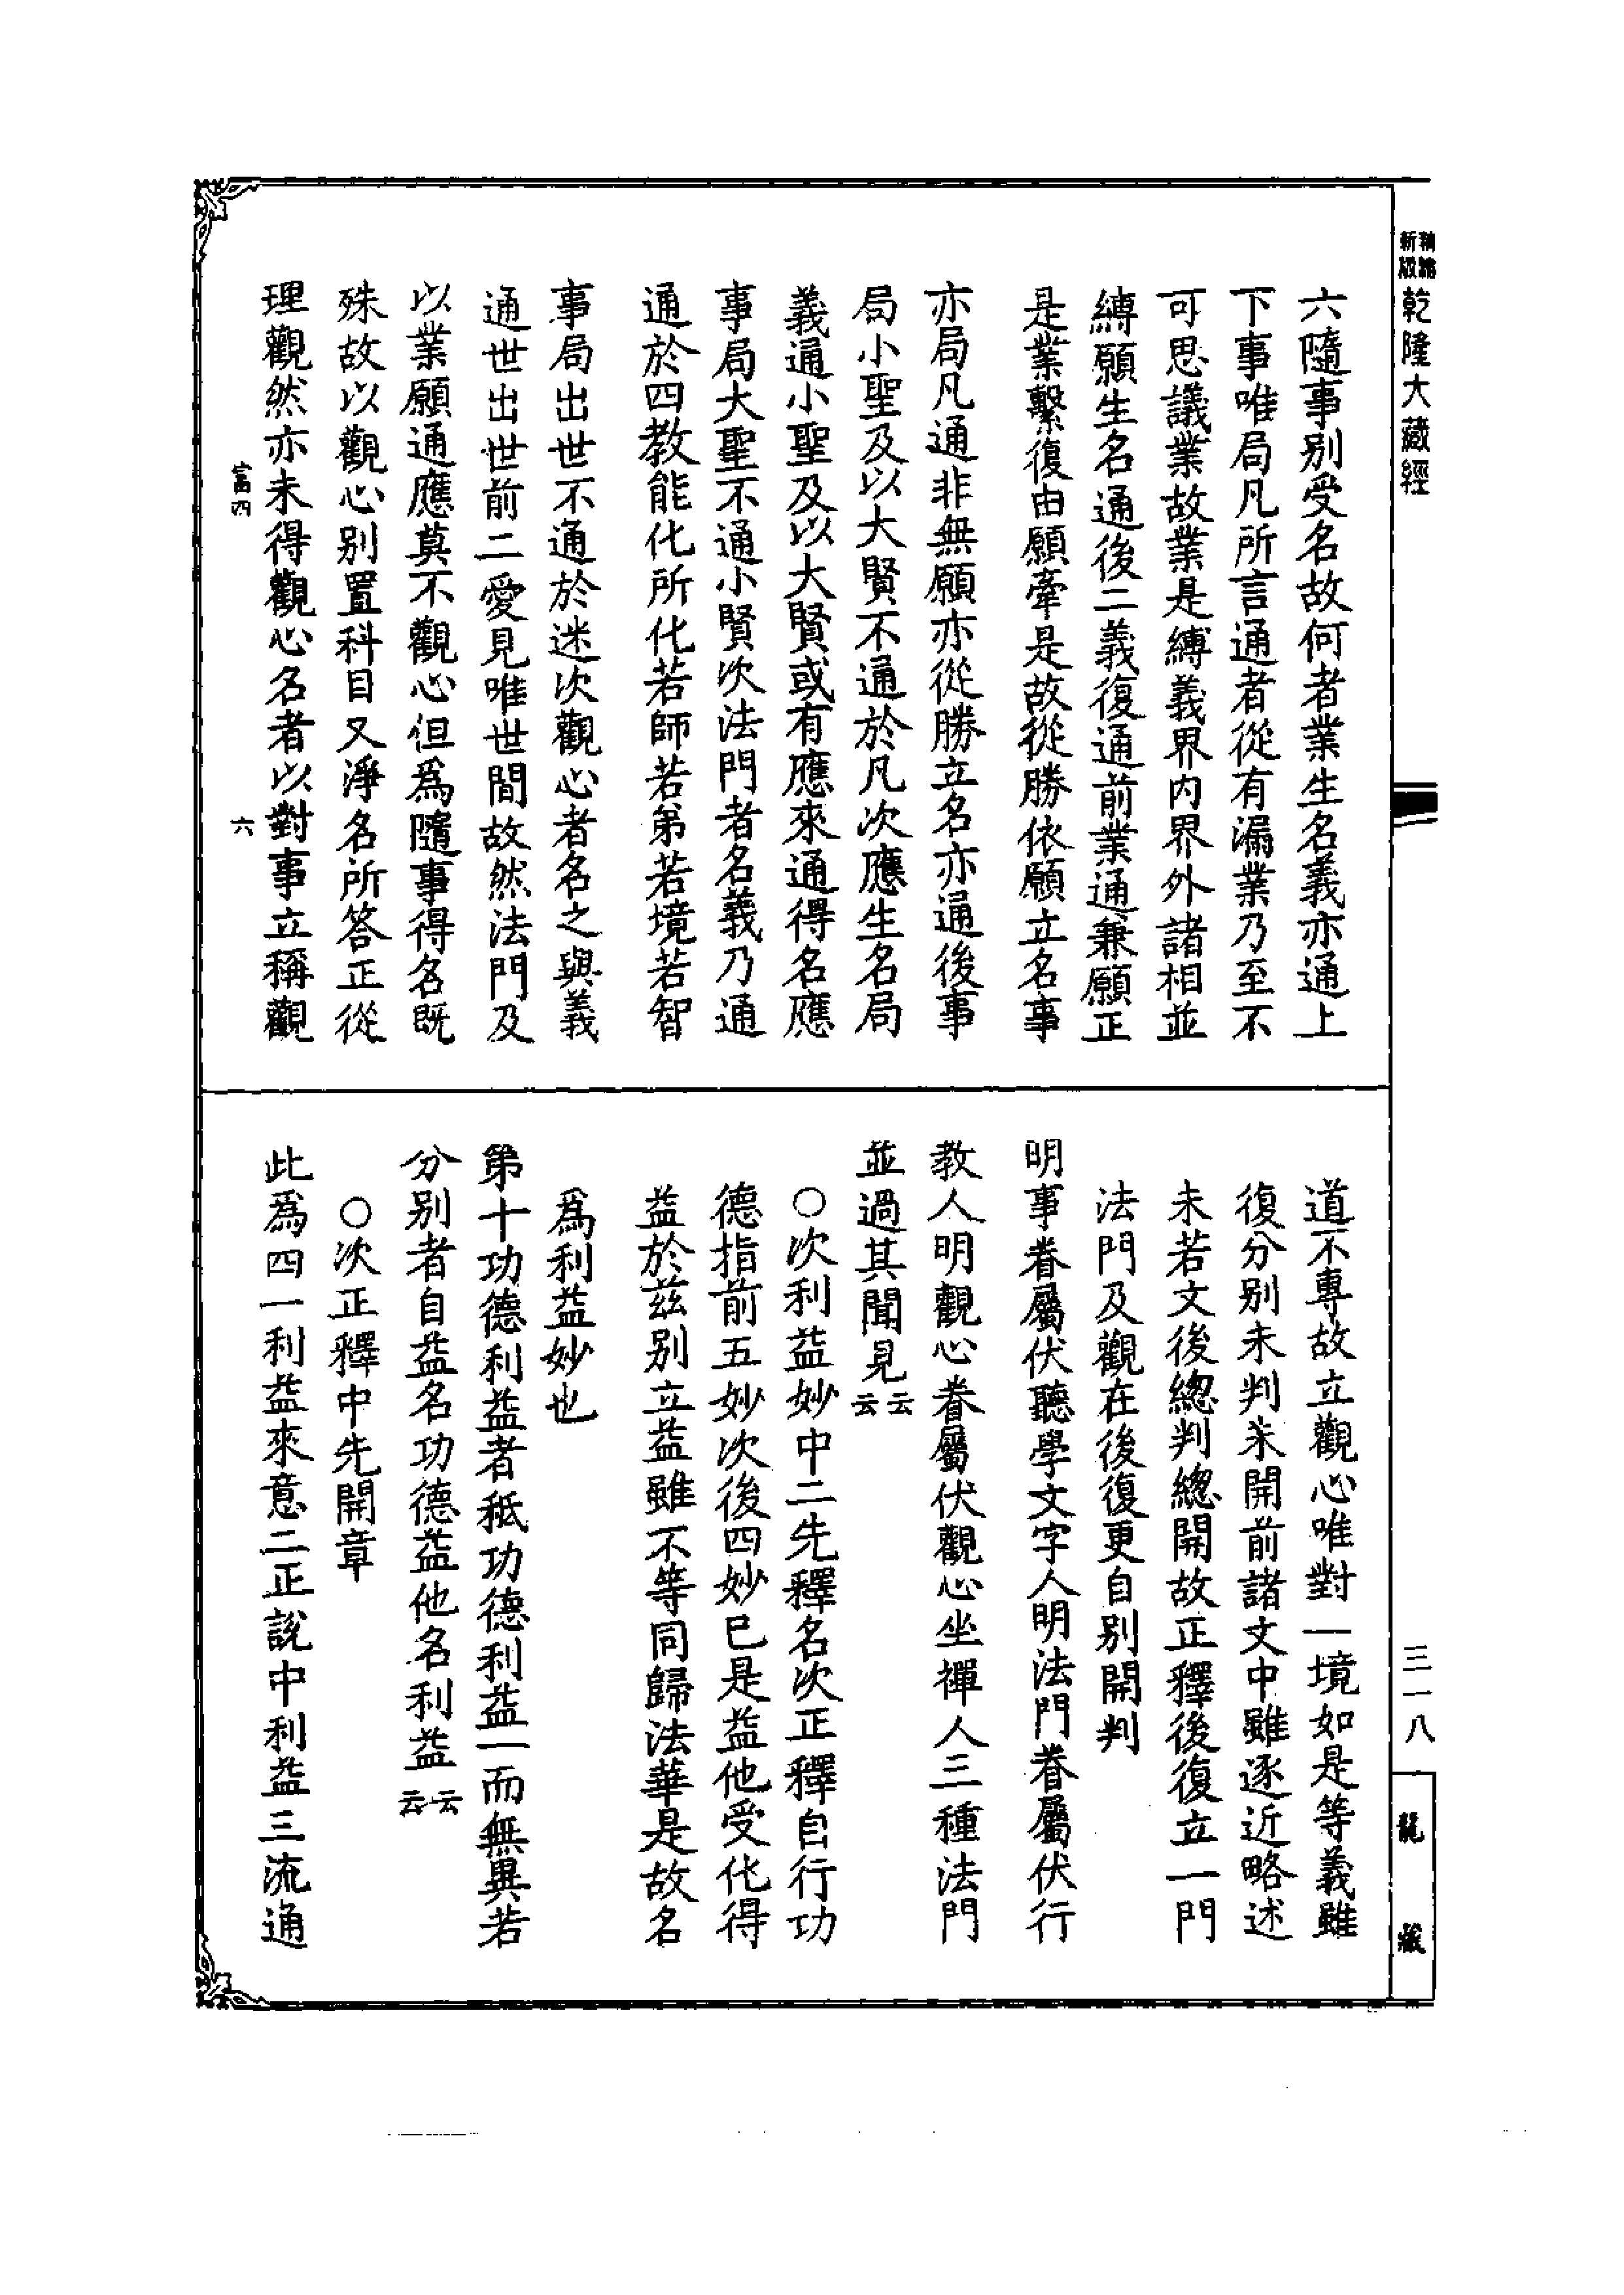 乾隆大藏經
六隨事別受名故何者業生名義亦通上
下事唯局凡所言通者從有漏業乃至不
可思議業故業是縛義界内界外諸相並
縛願生名通後二義復通前業通兼願正
是業繫復由願牽是故從勝依願立名事
亦局凡通非無願亦從勝立名亦通後事
局小聖及以大賢不通於凡次應生名局
義通小聖及以大賢或有應來通得名應
事局大聖不通小賢次法門者名義乃通
通於四教能化所化若師若弟若境若智
事局出世不通於迷次觀心者名之與義
通世出世前二愛見唯世間故然法門及
以業願通應莫不觀心但爲隨事得名既
殊故以觀心別置科目又淨名所答正從
理觀然亦未得觀心名者以對事立稱觀
富四
六
道不專故立觀心唯對一境如是等義雖
復分別未判未開前諸文中雖逐近略述
未若文後總判總開故正釋後復立一門
法門及觀在後復更自別開判
明事眷屬伏聽學文字人明法門眷屬伏行
教人明觀心眷屬伏觀心坐禪人三種法門
並過其聞見云云
○次利益妙中二先釋名次正釋自行功
德指前五妙次後四妙巳是益他受化得
益於茲別立益雖不等同歸法華是故名
爲利益妙也
第十功德利益者秖功德利益一而無異若
分別者自益名功德益他名利益云云
○次正釋中先開章
此爲四一利益來意二正説中利益三流通
三一八
龍藏